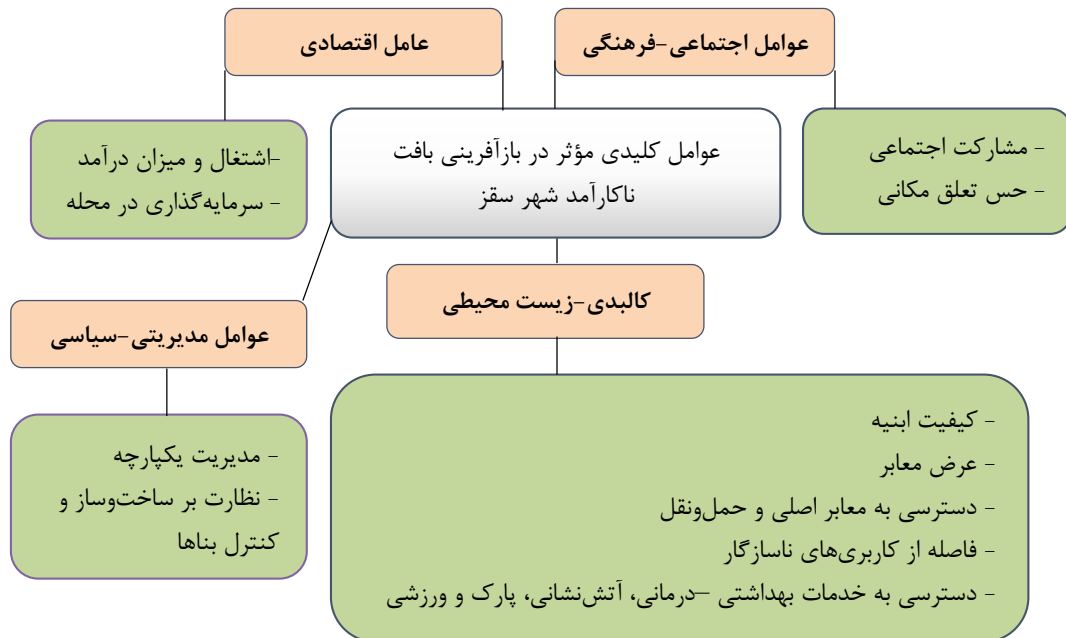 عوامل اجتماعی-فرهنگی
عامل اقتصادی
- مشارکت اجتماعی
- حس تعلق مکانی
عوامل کلیدی مؤثر در بازآفرینی بافت
ناکارآمد شهر سقز
-اشتغال و میزان درآمد
- سرمایه‌گذاری در محله
کالبدی-زیست محیطی
عوامل مدیریتی-سیاسی
- کیفیت ابنیه
- عرض معابر
- دسترسی به معابر اصلی و حمل‌ونقل
- فاصله از کاربری‌های ناسازگار
- دسترسی به خدمات بهداشتی –درمانی، آتش‌نشانی، پارک و ورزشی
- مدیریت یکپارچه
- نظارت بر ساخت‌وساز و
کنترل بناها